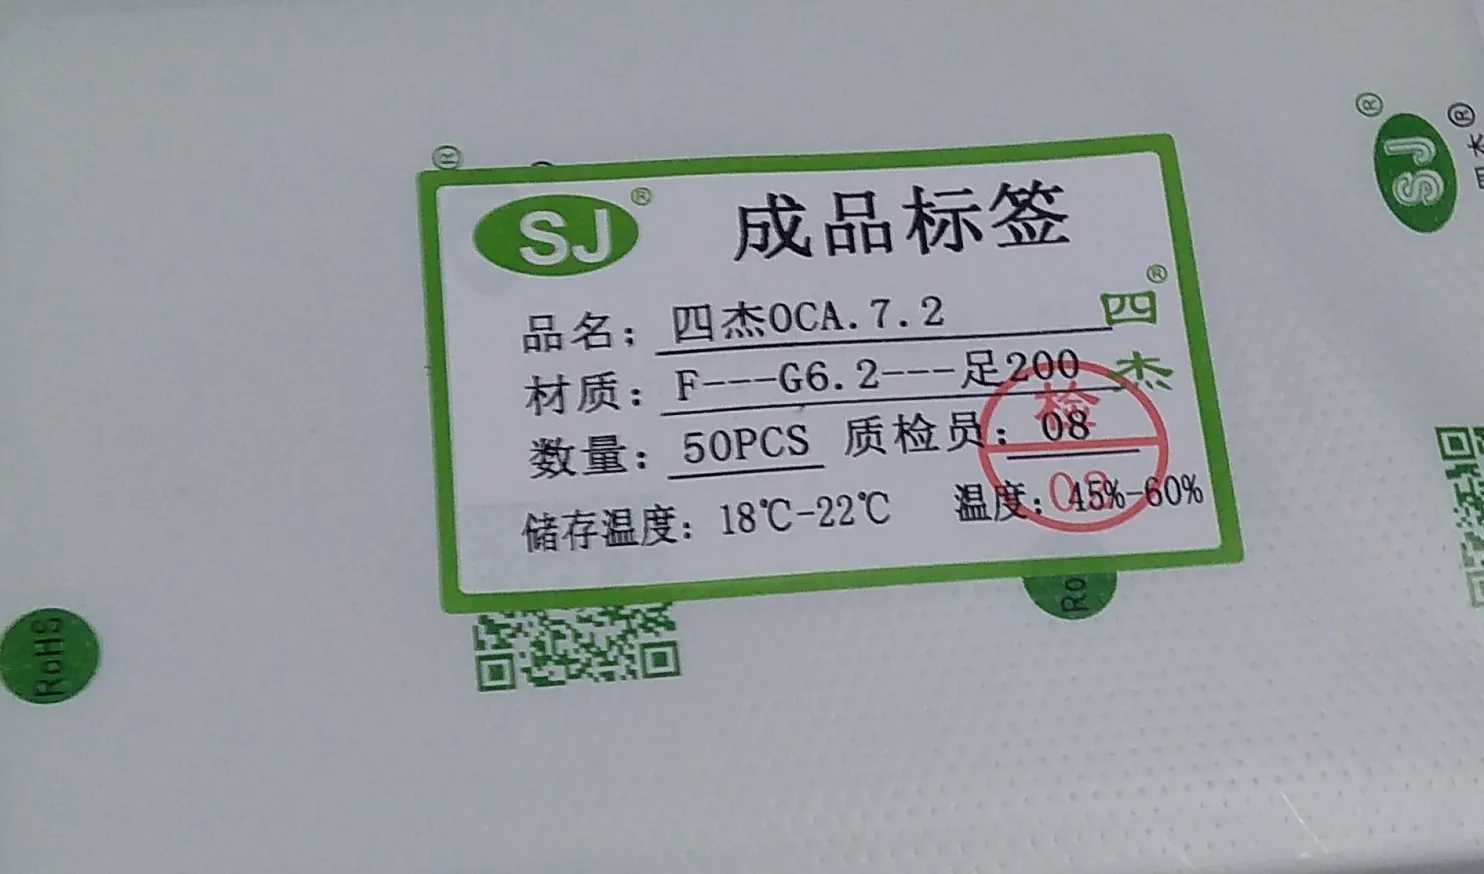 SJ® 成品标签
品名：四杰OCA.7.2
四杰®
材质：F---G6.2---足200
数量：50PCS 质检员：08
储存温度：18℃-22℃ 温度：45%-60%
检
RoHS
Ro
SJ®
®
®